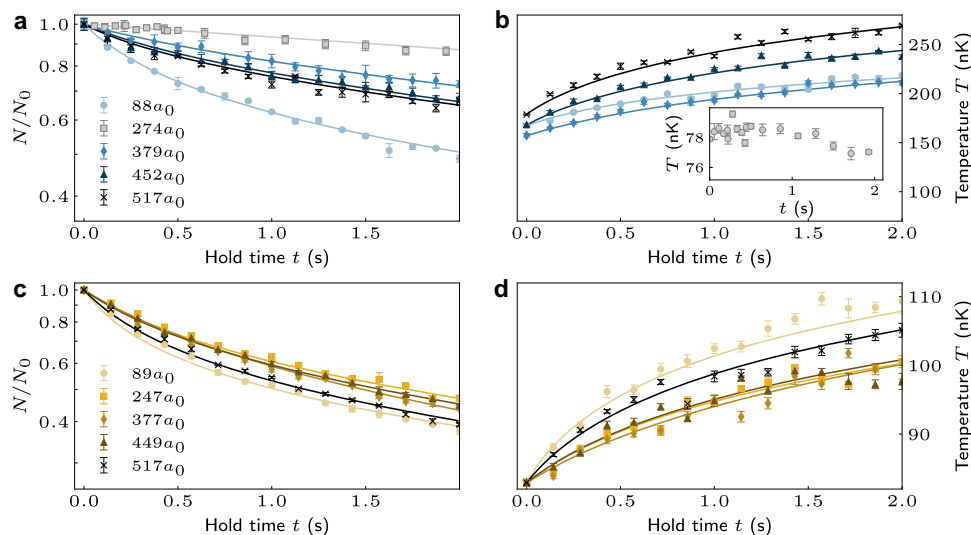 a
1.0
0.8
0.6
0.4
N/N0
88a0
274a0
379a0
452a0
517a0
0.0 0.5 1.0 1.5
Hold time t (s)
b
250
200
150
100
Temperature T (nK)
78
76
T (nK)
0 1 2
t (s)
0.0 0.5 1.0 1.5 2.0
Hold time t (s)
c
1.0
0.8
0.6
0.4
N/N0
89a0
247a0
377a0
449a0
517a0
0.0 0.5 1.0 1.5
Hold time t (s)
d
110
100
90
Temperature T (nK)
0.0 0.5 1.0 1.5 2.0
Hold time t (s)